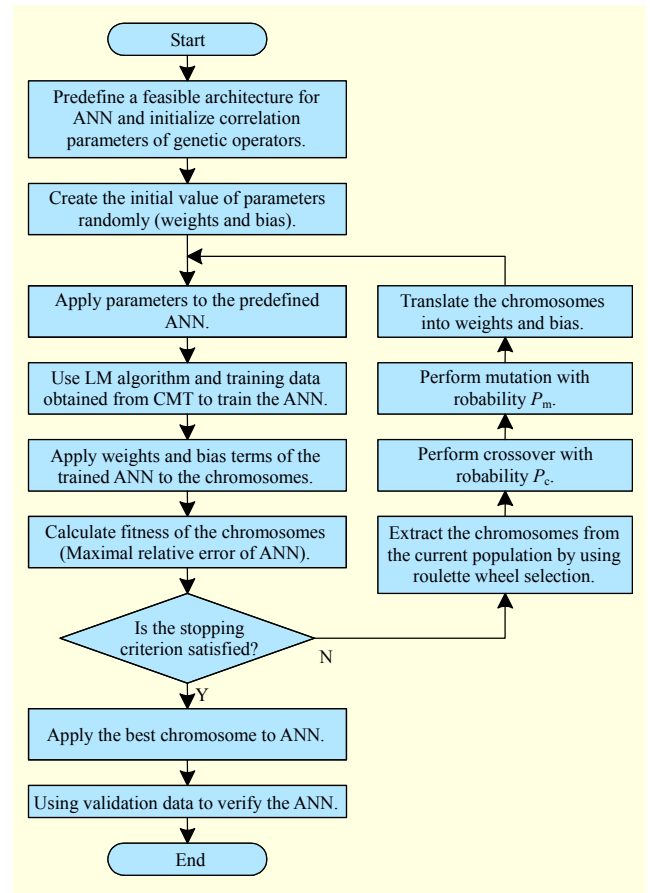 Start
Predefine a feasible architecture for
ANN and initialize correlation
parameters of genetic operators.
Create the initial value of parameters
randomly (weights and bias).
Apply parameters to the predefined
ANN.
Use LM algorithm and training data
obtained from CMT to train the ANN.
Apply weights and bias terms of the
trained ANN to the chromosomes.
Calculate fitness of the chromosomes
(Maximal relative error of ANN).
Is the stopping
criterion satisfied?
N
Y
Extract the chromosomes from
the current population by using
roulette wheel selection.
Perform crossover with
robability Pc.
Perform mutation with
robability Pm.
Translate the chromosomes
into weights and bias.
Apply the best chromosome to ANN.
Using validation data to verify the ANN.
End